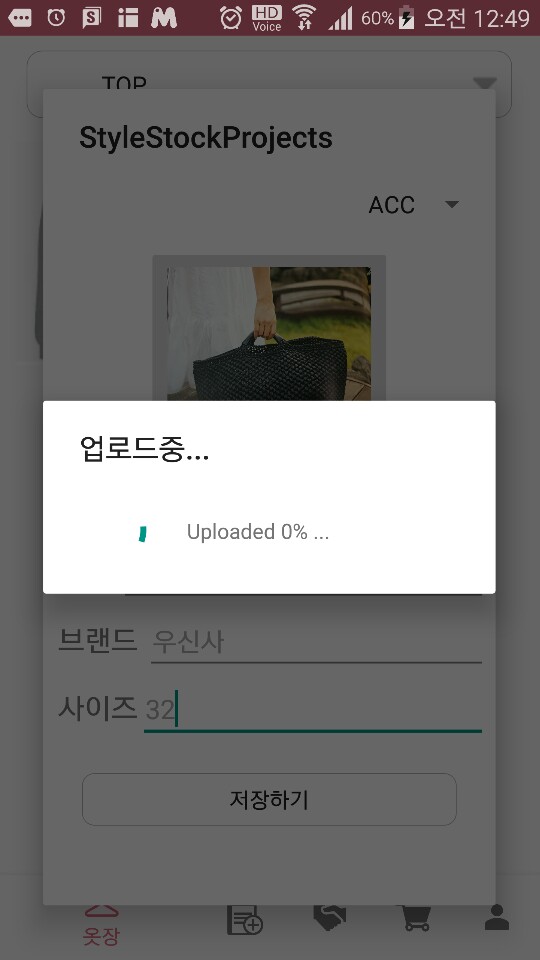 HD
Voice
60%
오전 12:49
TOP
StyleStockProjects
ACC
업로드중...
Uploaded 0% ...
브랜드 우신사
사이즈 32
저장하기
옷장